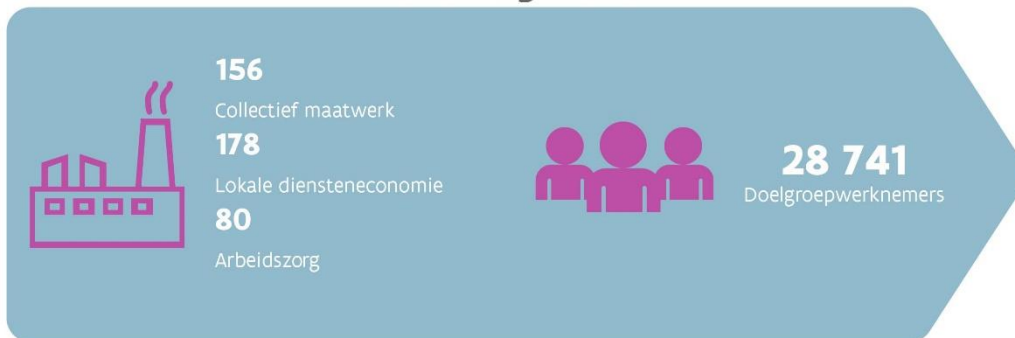 156
Collectief maatwerk
178
Lokale diensteneconomie
80
Arbeidszorg
28 741
Doelgroepwerknemers